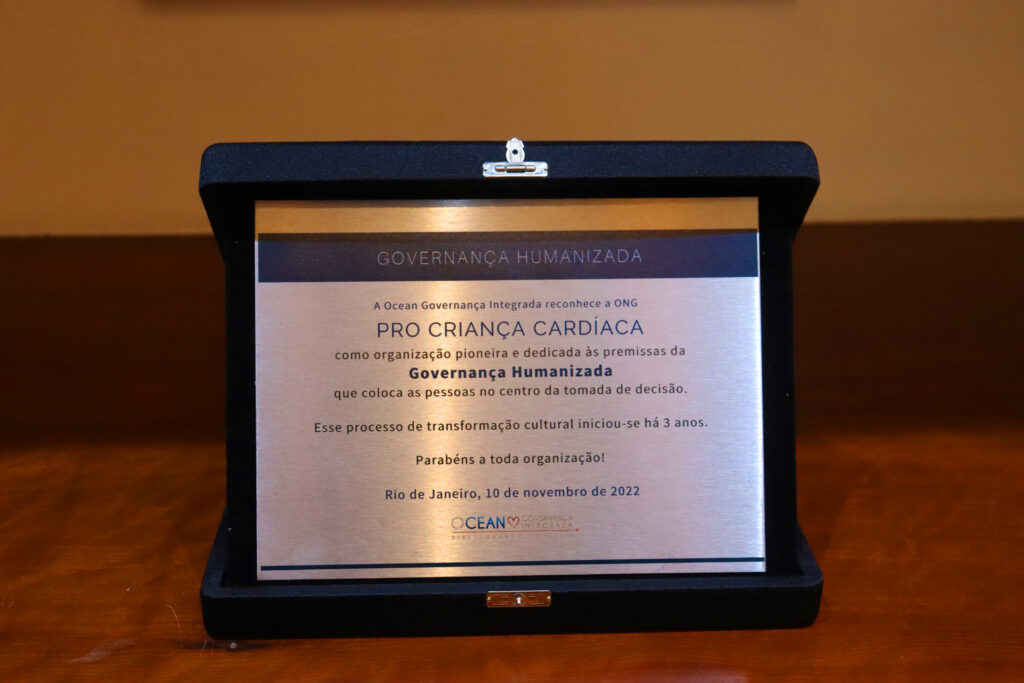 GOVERNANÇA HUMANIZADA
A Ocean Governança Integrada reconhece a ONG
PRO CRIANÇA CARDÍACA
como organização pioneira e dedicada às premissas da
Governança Humanizada
que coloca as pessoas no centro da tomada de decisão.
Esse processo de transformação cultural iniciou-se há 3 anos.
Parabéns a toda organização!
Rio de Janeiro, 10 de novembro de 2022
OCEAN GOVERNANÇA
INTEGRADA